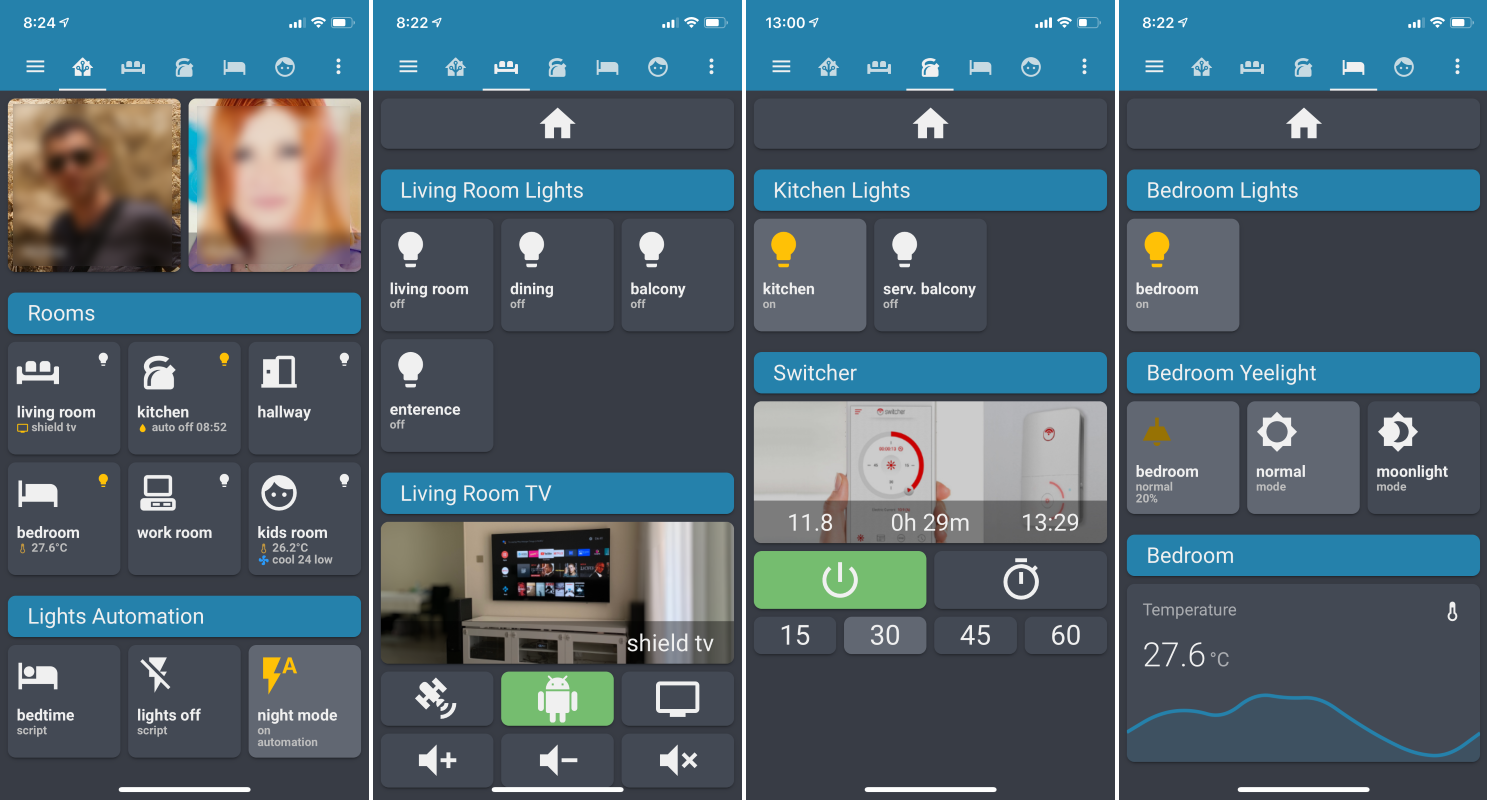 8:24
Rooms
living room
shield tv
kitchen
auto off 08:52
hallway
bedroom
27.6°C
work room
kids room
26.2°C
cool 24 low
Lights Automation
bedtime
script
lights off
script
night mode
on
automation
8:22
Living Room Lights
living room
off
dining
off
balcony
off
enterence
off
Living Room TV
shield tv
13:00
Kitchen Lights
kitchen
on
serv. balcony
off
Switcher
switcher
11.8
0h 29m
13:29
15
30
45
60
8:22
Bedroom Lights
bedroom
on
Bedroom Yeelight
bedroom
normal
20%
normal
mode
moonlight
mode
Bedroom
Temperature
27.6 °C